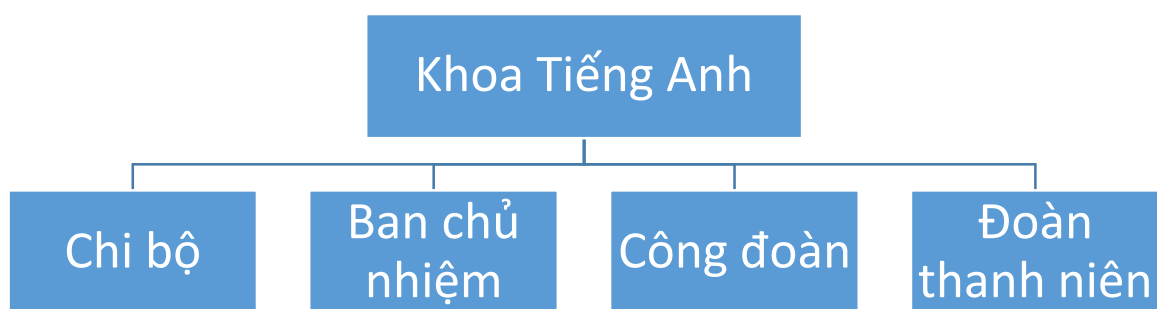 Khoa Tiếng Anh
Chi bộ
Ban chủ
nhiệm
Công đoàn
Đoàn
thanh niên